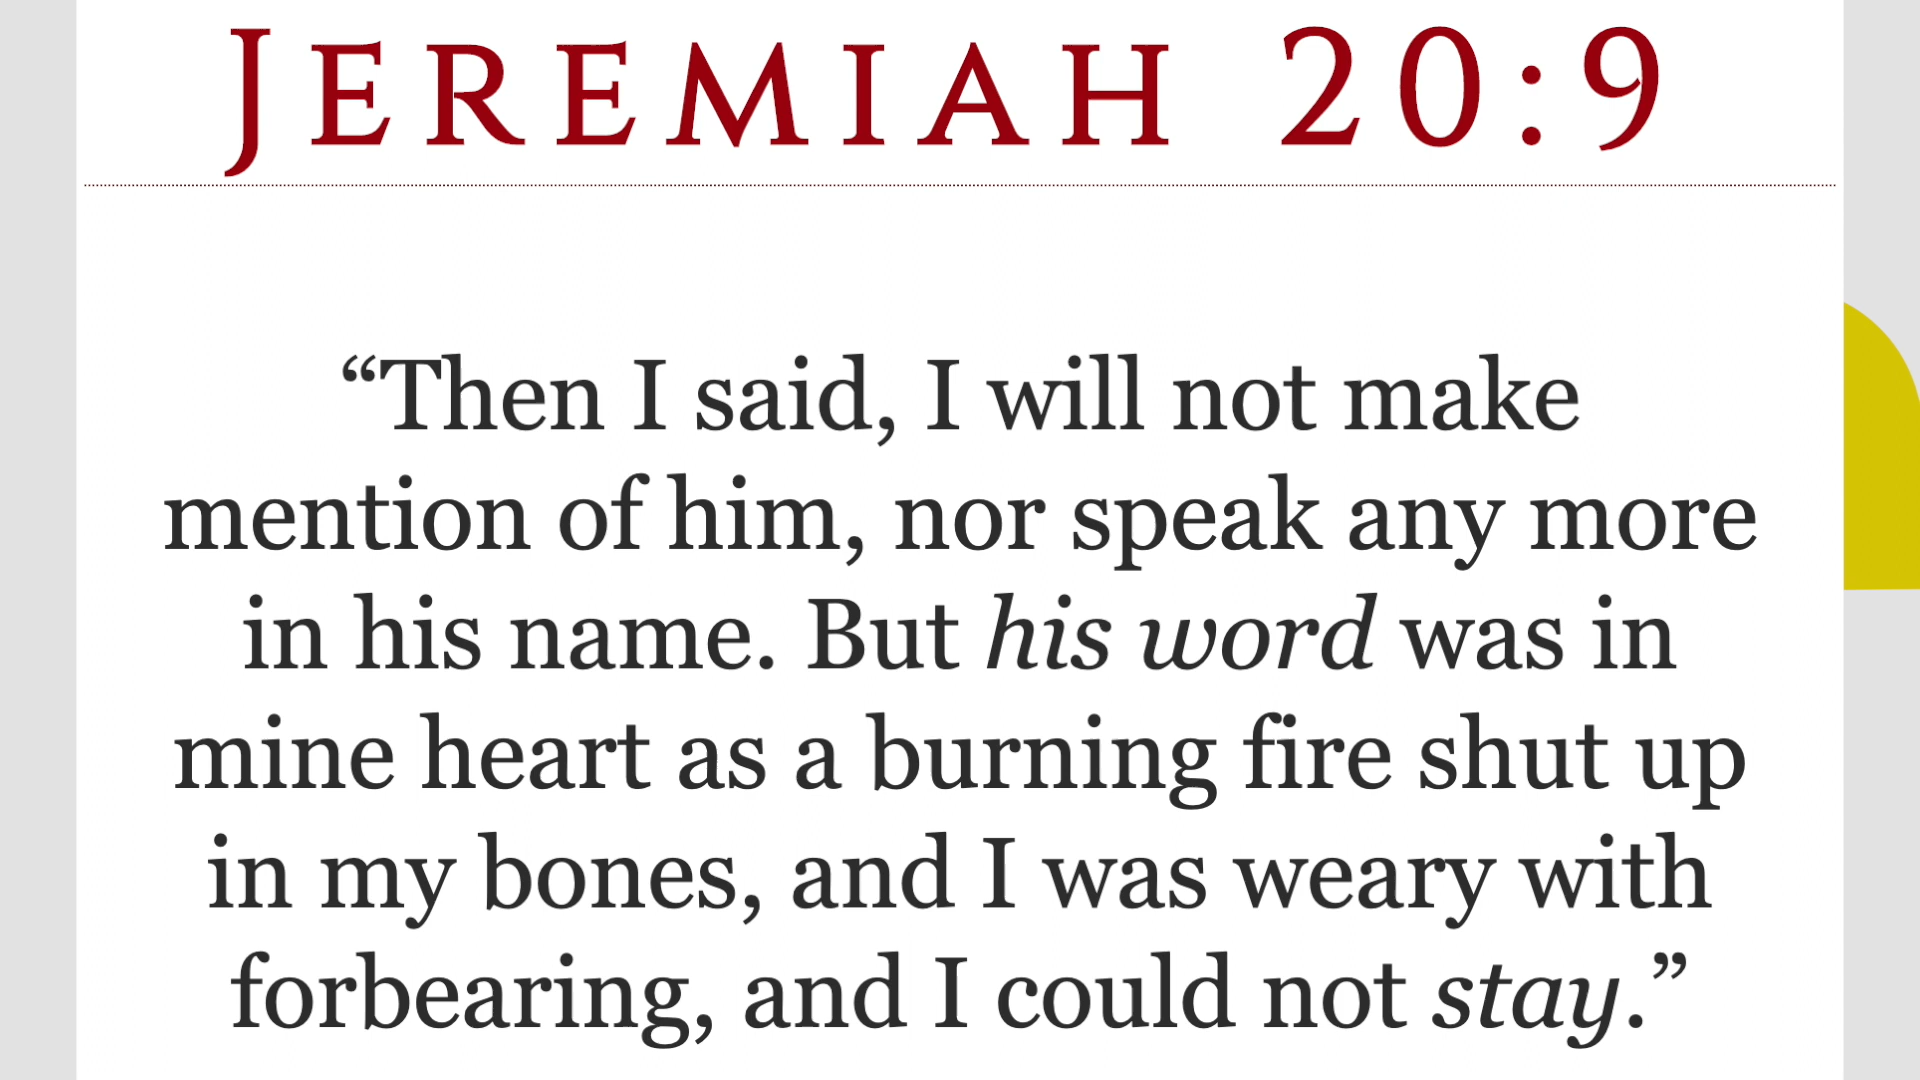 JEREMIAH 20:9
“Then I said, I will not make
mention of him, nor speak any more
in his name. But his word was in
mine heart as a burning fire shut up
in my bones, and I was weary with
forbearing, and I could not stay.”